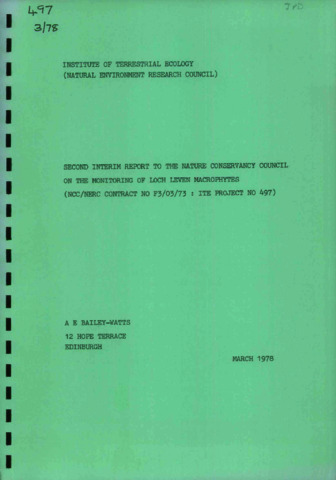 497
3/78
INSTITUTE OF TERRESTRIAL ECOLOGY
(NATURAL ENVIRONMENT RESEARCH COUNCIL)
SECOND INTERIM REPORT TO THE NATURE CONSERVANCY COUNCIL
ON THE MONITORING OF LOCH LEVEN MACROPHYTES
(NCC/NERC CONTRACT NO F3/03/73 : ITE PROJECT NO 497)
A E BAILEY-WATTS
12 HOPE TERRACE
EDINBURGH
MARCH 1978